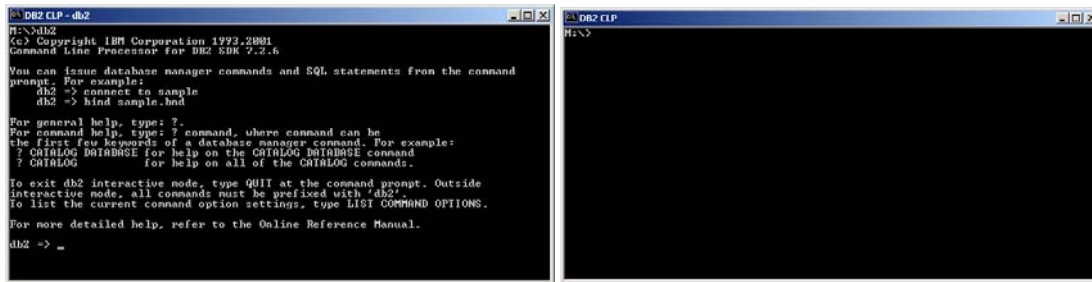 DB2 CLP - db2
M:\>db2
(c) Copyright IBM Corporation 1993,2001
Command Line Processor for DB2 SDK 7.2.6
You can issue database manager commands and SQL statements from the command
prompt. For example:
db2 => connect to sample
db2 => bind sample.bnd
For general help, type: ?.
For command help, type: ? command, where command can be
the first few keywords of a database manager command. For example:
? CATALOG DATABASE for help on the CATALOG DATABASE command
? CATALOG for help on all of the CATALOG commands.
To exit db2 interactive mode, type QUIT at the command prompt. Outside
interactive mode, all commands must be prefixed with 'db2'.
To list the current command option settings, type LIST COMMAND OPTIONS.
For more detailed help, refer to the Online Reference Manual.
db2 => _
DB2 CLP
M:\>